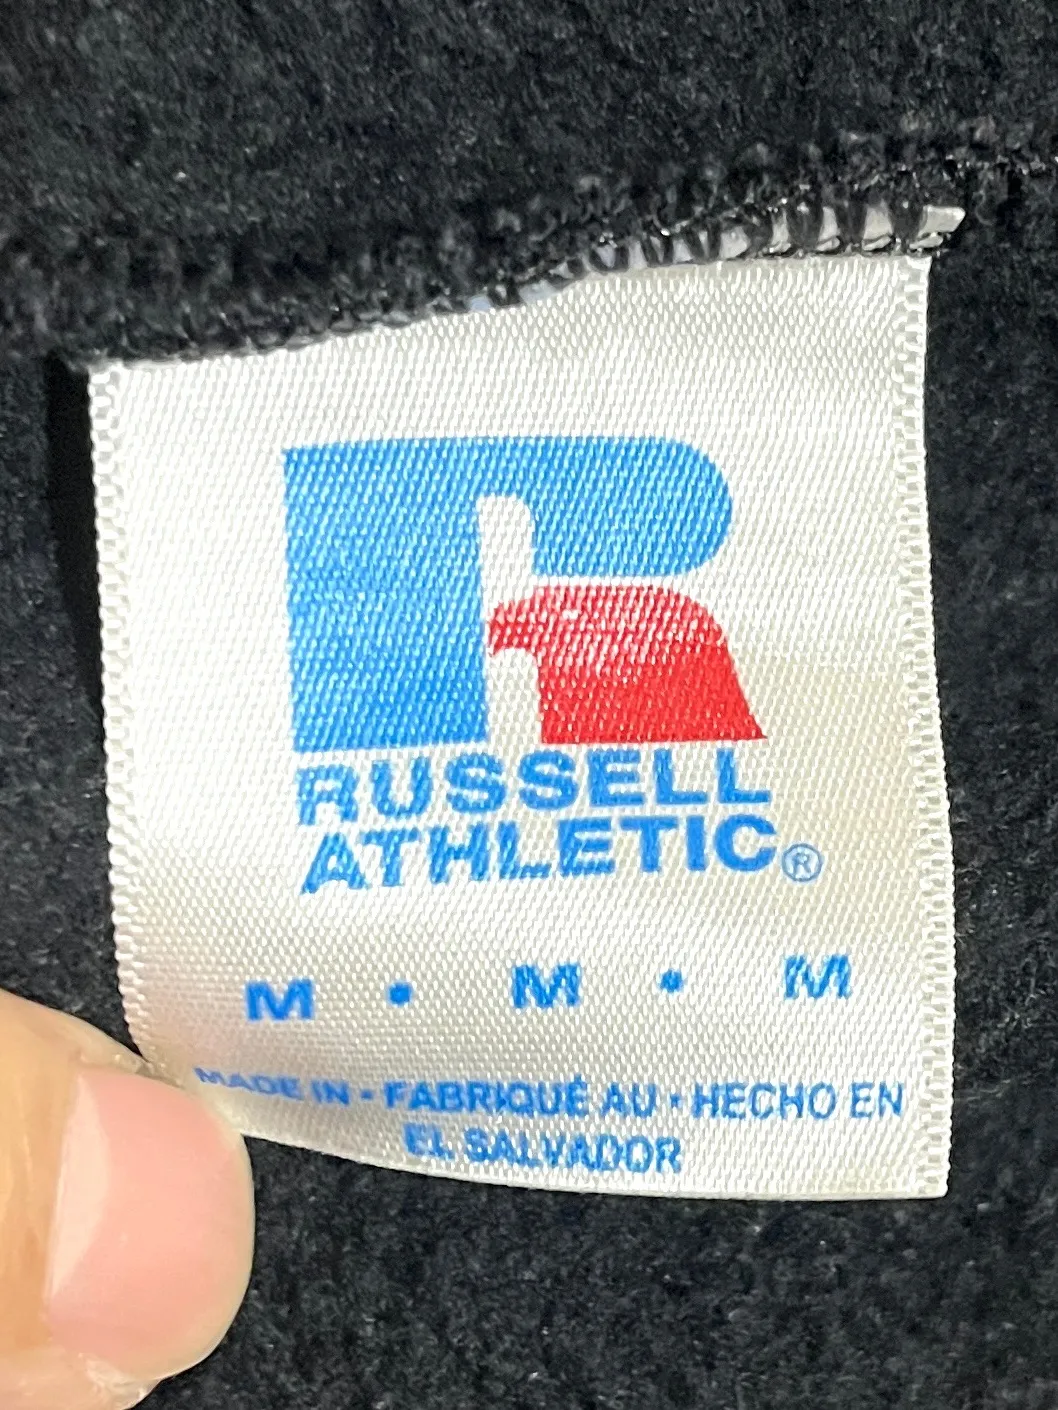 R
RUSSELL
ATHLETIC®
M • M • M
MADE IN • FABRIQUÉ AU • HECHO EN
EL SALVADOR